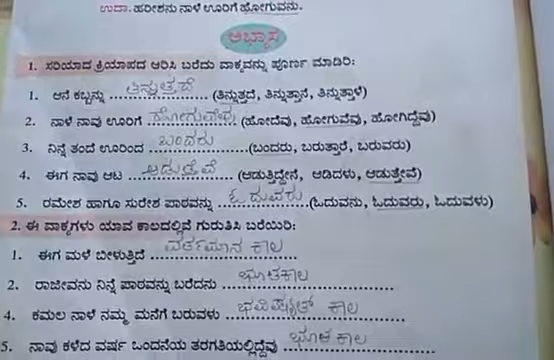 ಉದಾ. ಹರೀಶನು ನಾಳೆ ಊರಿಗೆ ಹೋಗುವನು.
ಅಭ್ಯಾಸ
1. ಸರಿಯಾದ ಕ್ರಿಯಾಪದ ಆರಿಸಿ ಬರೆದು ವಾಕ್ಯವನ್ನು ಪೂರ್ಣ ಮಾಡಿರಿ:
1. ಆನೆ ಕಬ್ಬನ್ನು ತಿನ್ನುತ್ತದೆ (ತಿನ್ನುತ್ತದೆ, ತಿನ್ನುತ್ತಾನೆ, ತಿನ್ನುತ್ತಾಳೆ)
2. ನಾಳೆ ನಾವು ಊರಿಗೆ ಹೋಗುವೆವು (ಹೋದೆವು, ಹೋಗುವೆವು, ಹೋಗಿದ್ದೆವು)
3. ನಿನ್ನೆ ತಂದೆ ಊರಿಂದ ಬಂದರು (ಬಂದರು, ಬರುತ್ತಾರೆ, ಬರುವರು)
4. ಈಗ ನಾವು ಆಟ ಆಡುತ್ತೇವೆ (ಆಡುತ್ತಿದ್ದೇನೆ, ಆಡಿದಳು, ಆಡುತ್ತೇವೆ)
5. ರಮೇಶ ಹಾಗೂ ಸುರೇಶ ಪಾಠವನ್ನು ಓದುವರು (ಓದುವನು, ಓದುವರು, ಓದುವಳು)
2. ಈ ವಾಕ್ಯಗಳು ಯಾವ ಕಾಲದಲ್ಲಿವೆ ಗುರುತಿಸಿ ಬರೆಯಿರಿ:
1. ಈಗ ಮಳೆ ಬೀಳುತ್ತಿದೆ ವರ್ತಮಾನ ಕಾಲ
2. ರಾಜೀವನು ನಿನ್ನೆ ಪಾಠವನ್ನು ಬರೆದನು ಭೂತಕಾಲ
4. ಕಮಲ ನಾಳೆ ನಮ್ಮ ಮನೆಗೆ ಬರುವಳು ಭವಿಷ್ಯತ್ ಕಾಲ
5. ನಾವು ಕಳೆದ ವರ್ಷ ಒಂದನೆಯ ತರಗತಿಯಲ್ಲಿದ್ದೆವು ಭೂತ ಕಾಲ